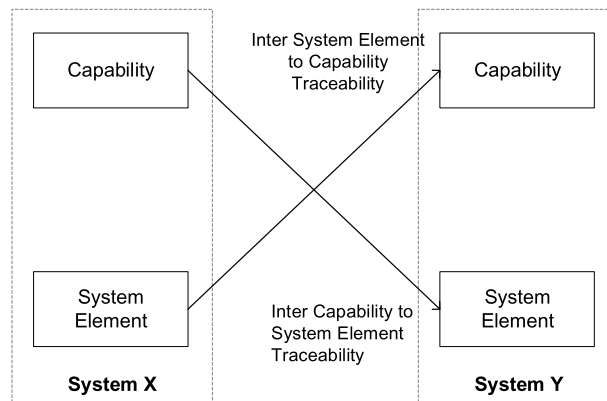 Capability
Inter System Element
to Capability
Traceability
Capability
System
Element
Inter Capability to
System Element
Traceability
System
Element
System X
System Y